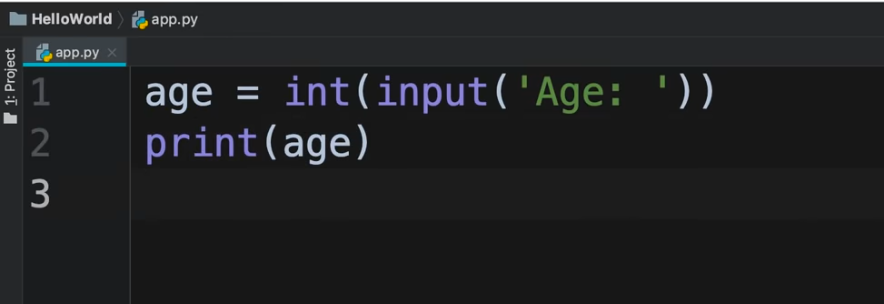 HelloWorld app.py
app.py
1: Project
1 age = int(input('Age: '))
2 print(age)
3